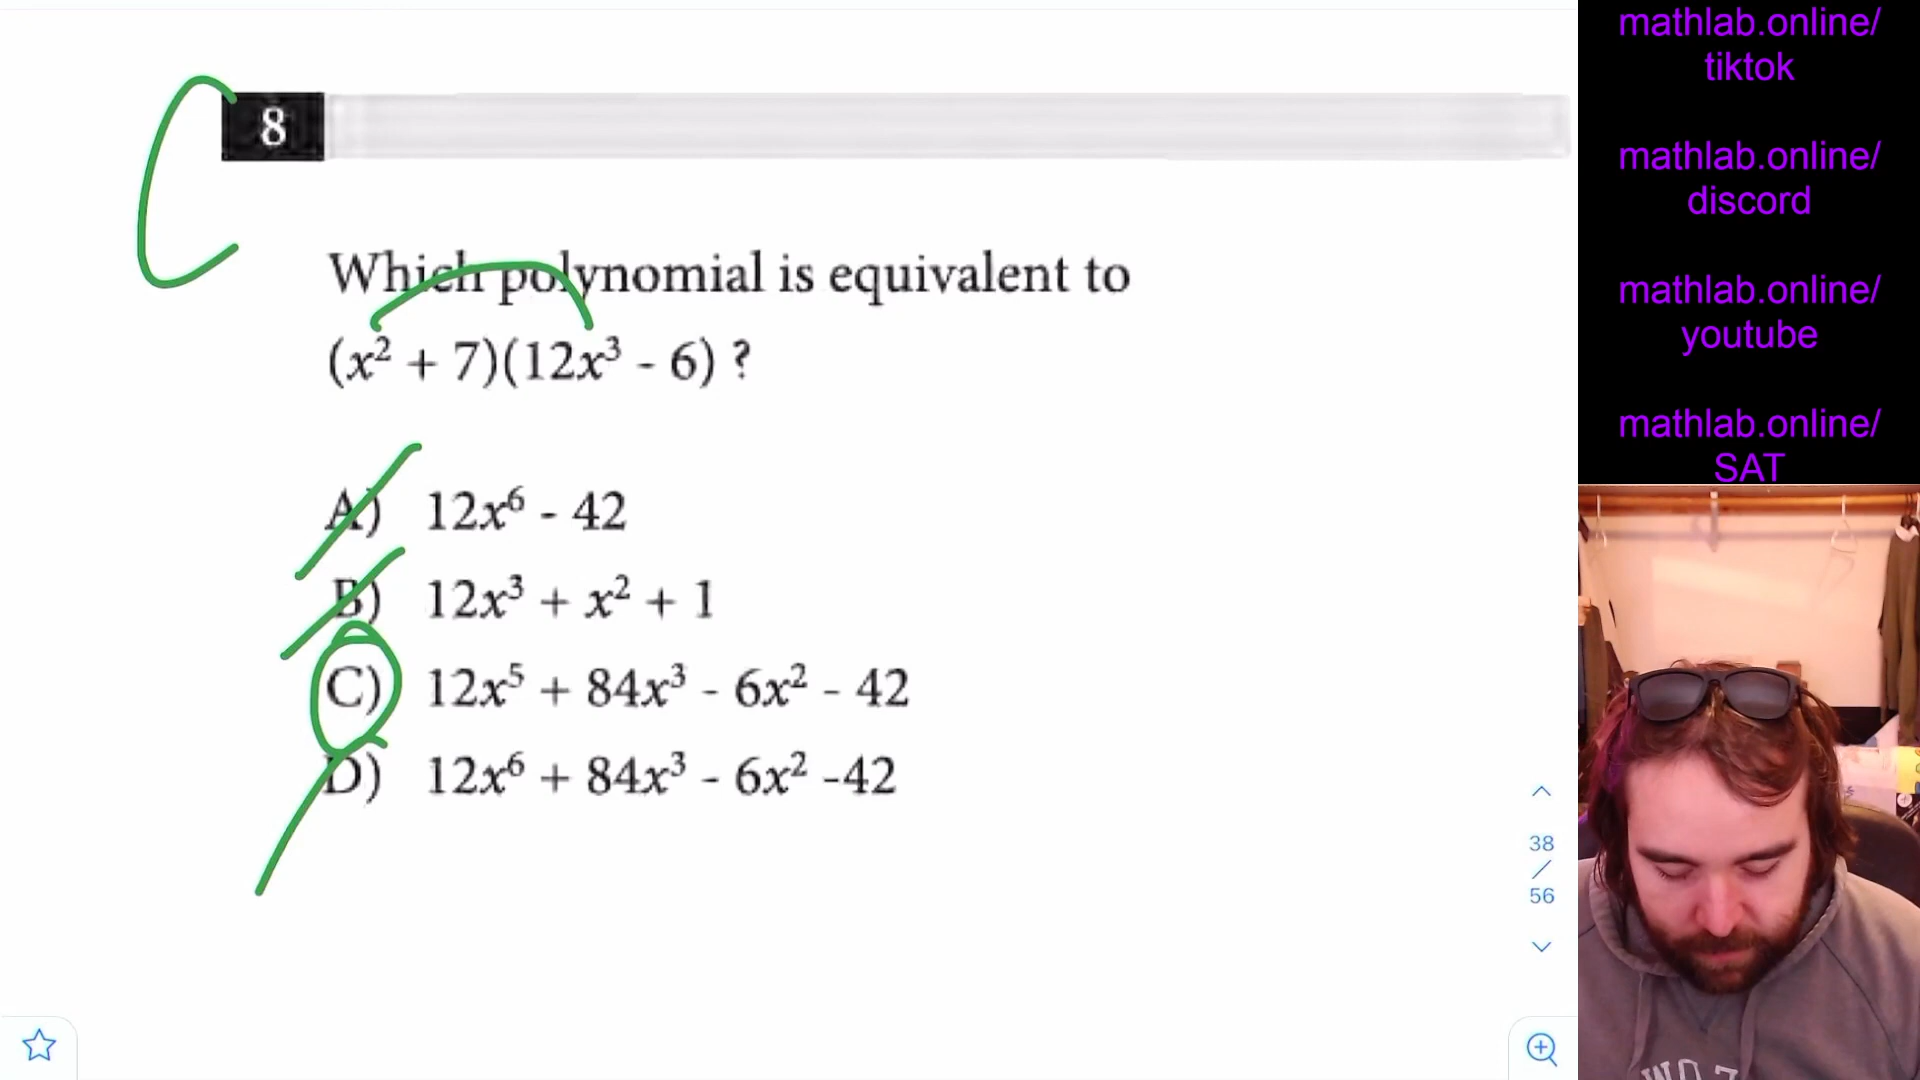 8
Which polynomial is equivalent to
(x² + 7)(12x³ - 6) ?
A) 12x⁶ - 42
B) 12x³ + x² + 1
C) 12x⁵ + 84x³ - 6x² - 42
D) 12x⁶ + 84x³ - 6x² -42
38
/
56
mathlab.online/
tiktok
mathlab.online/
discord
mathlab.online/
youtube
mathlab.online/
SAT